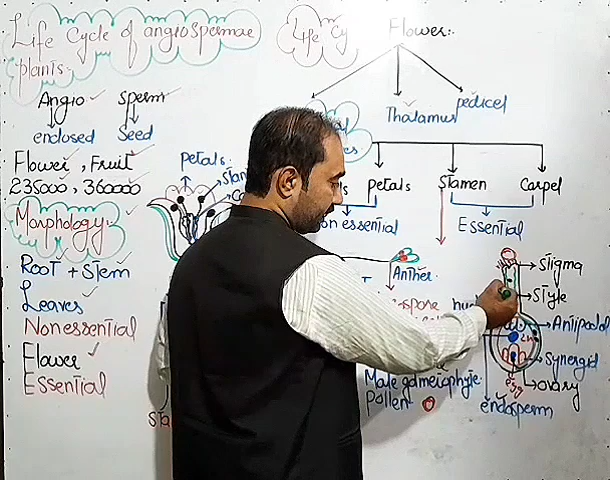 Life Cycle of angiospermae
plants.
Angio Sperm
enclosed Seed
Flower, Fruit
235000, 360000
Morphology
Root + Stem
Leaves
Nonessential
Flower
Essential
petals
Life Cy
Flower:-
Thalamus
pedicel
petals
Stamen
Carpel
essential
Essential
Anther
Male gametophyte
pollen
Stigma
Style
Antipodal
Synergid
ovary
2n
egg
endosperm